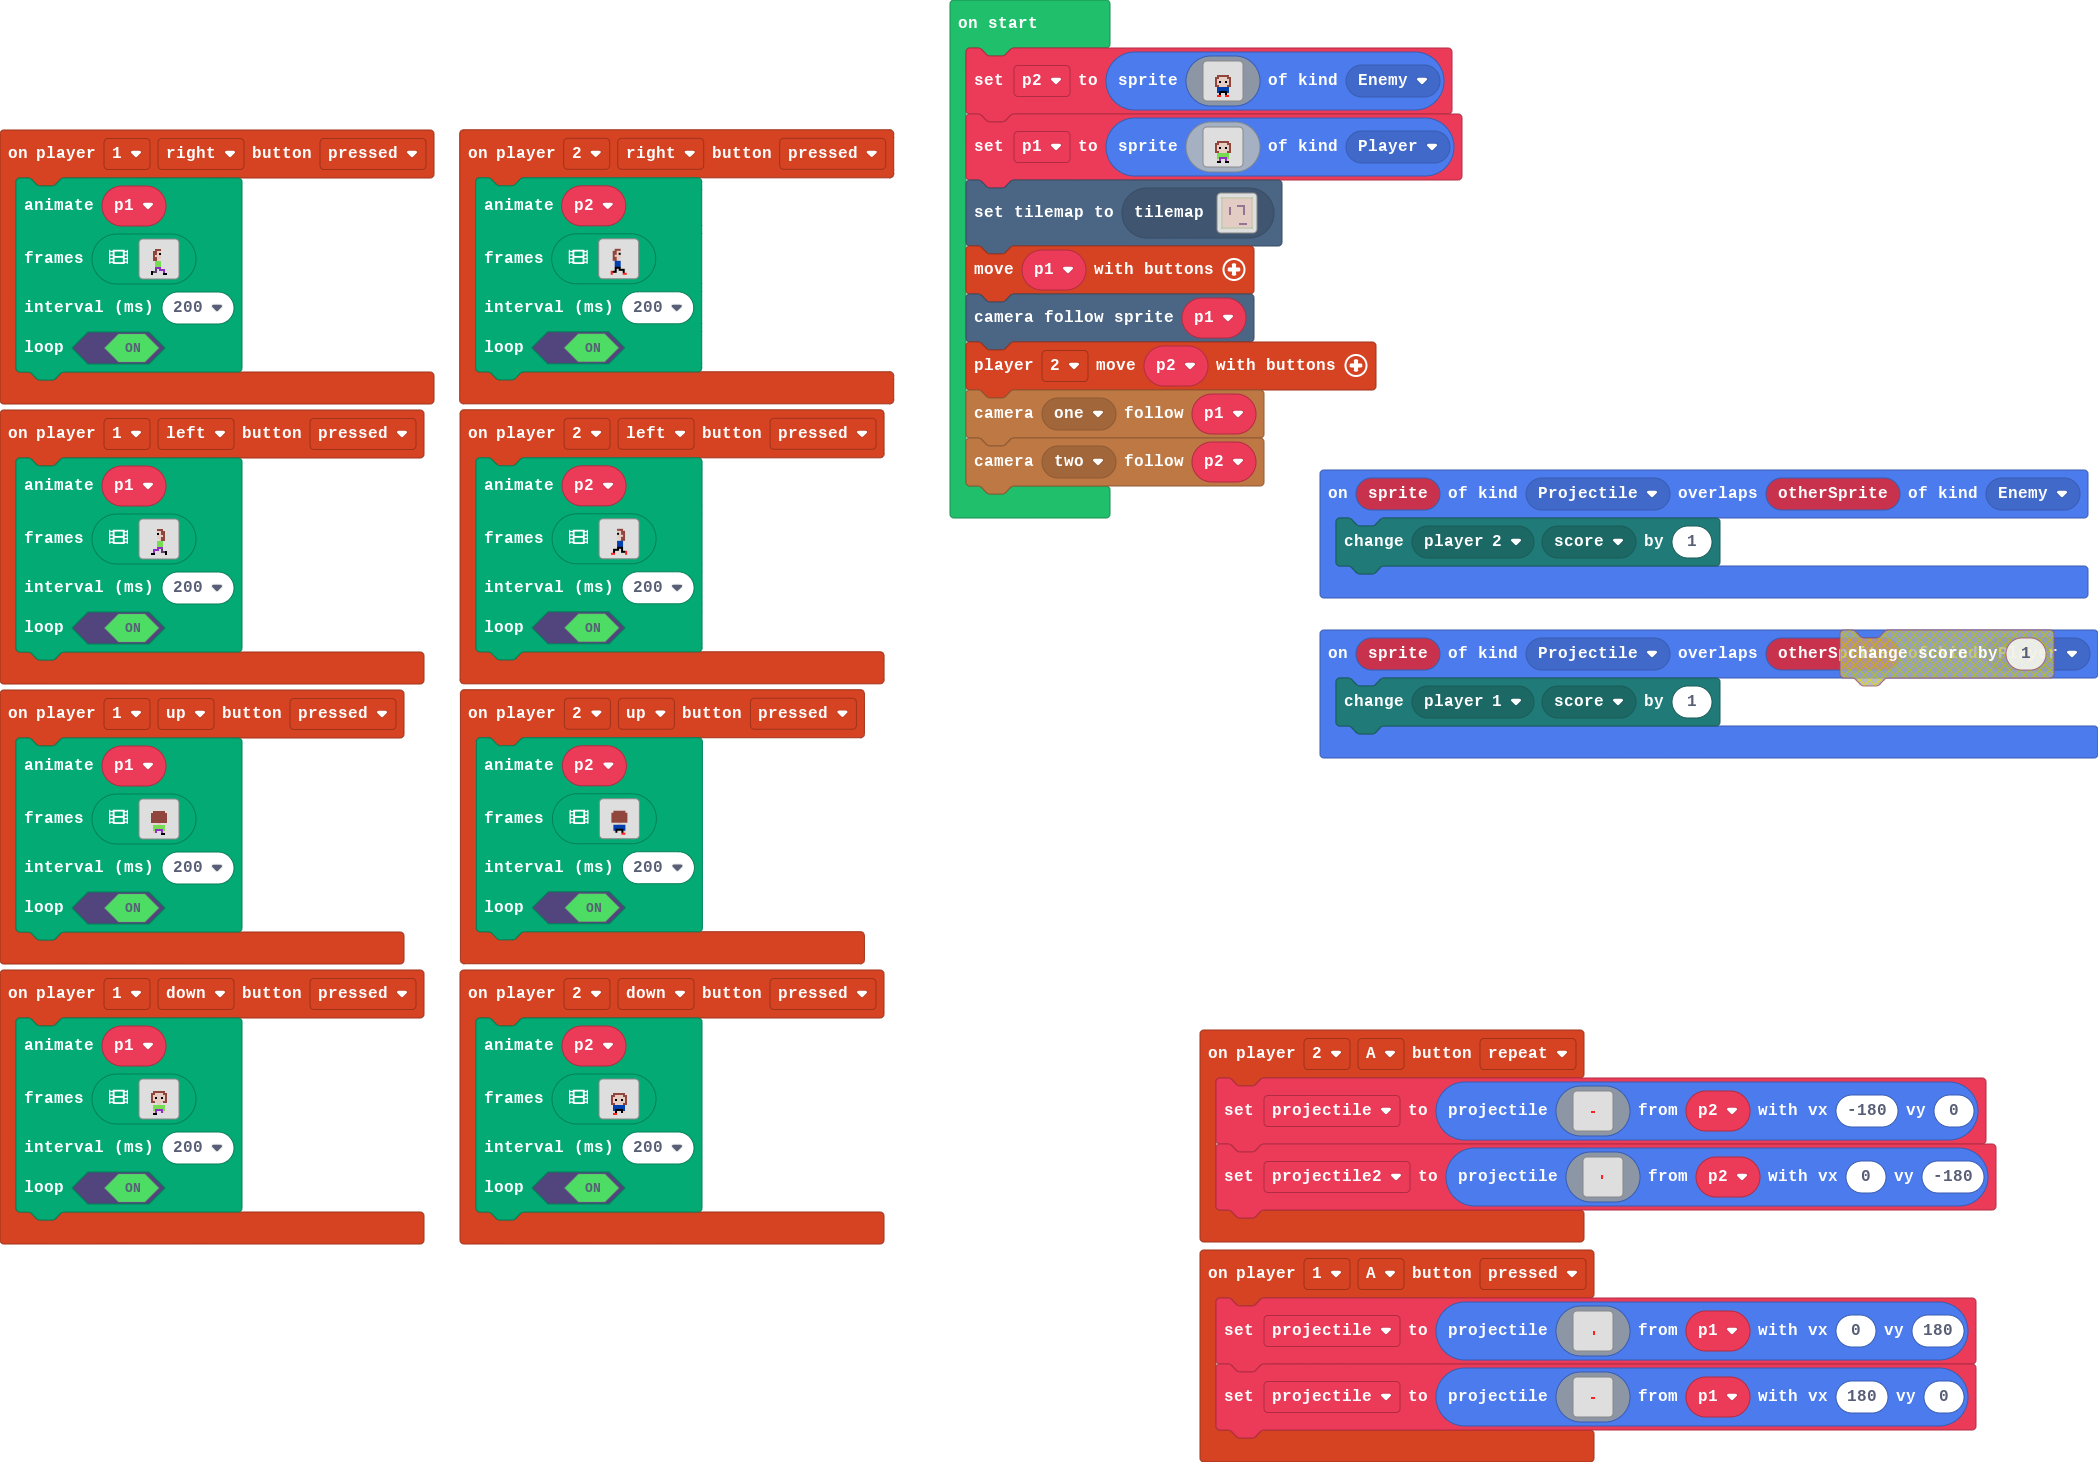 on start
set p2 to sprite of kind Enemy
set p1 to sprite of kind Player
set tilemap to tilemap
move p1 with buttons
camera follow sprite p1
player 2 move p2 with buttons
camera one follow p1
camera two follow p2
on player 1 right button pressed
animate p1
frames
interval (ms) 200
loop ON
on player 2 right button pressed
animate p2
frames
interval (ms) 200
loop ON
on player 1 left button pressed
animate p1
frames
interval (ms) 200
loop ON
on player 2 left button pressed
animate p2
frames
interval (ms) 200
loop ON
on player 1 up button pressed
animate p1
frames
interval (ms) 200
loop ON
on player 2 up button pressed
animate p2
frames
interval (ms) 200
loop ON
on player 1 down button pressed
animate p1
frames
interval (ms) 200
loop ON
on player 2 down button pressed
animate p2
frames
interval (ms) 200
loop ON
on sprite of kind Projectile overlaps otherSprite of kind Enemy
change player 2 score by 1
on sprite of kind Projectile overlaps
change score by 1
change player 1 score by 1
on player 2 A button repeat
set projectile to projectile from p2 with vx -180 vy 0
set projectile2 to projectile from p2 with vx 0 vy -180
on player 1 A button pressed
set projectile to projectile from p1 with vx 0 vy 180
set projectile to projectile from p1 with vx 180 vy 0